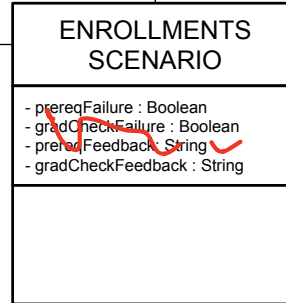 ENROLLMENTS
SCENARIO
- prereqFailure : Boolean
- gradCheckFailure : Boolean
- prereqFeedback: String
- gradCheckFeedback : String